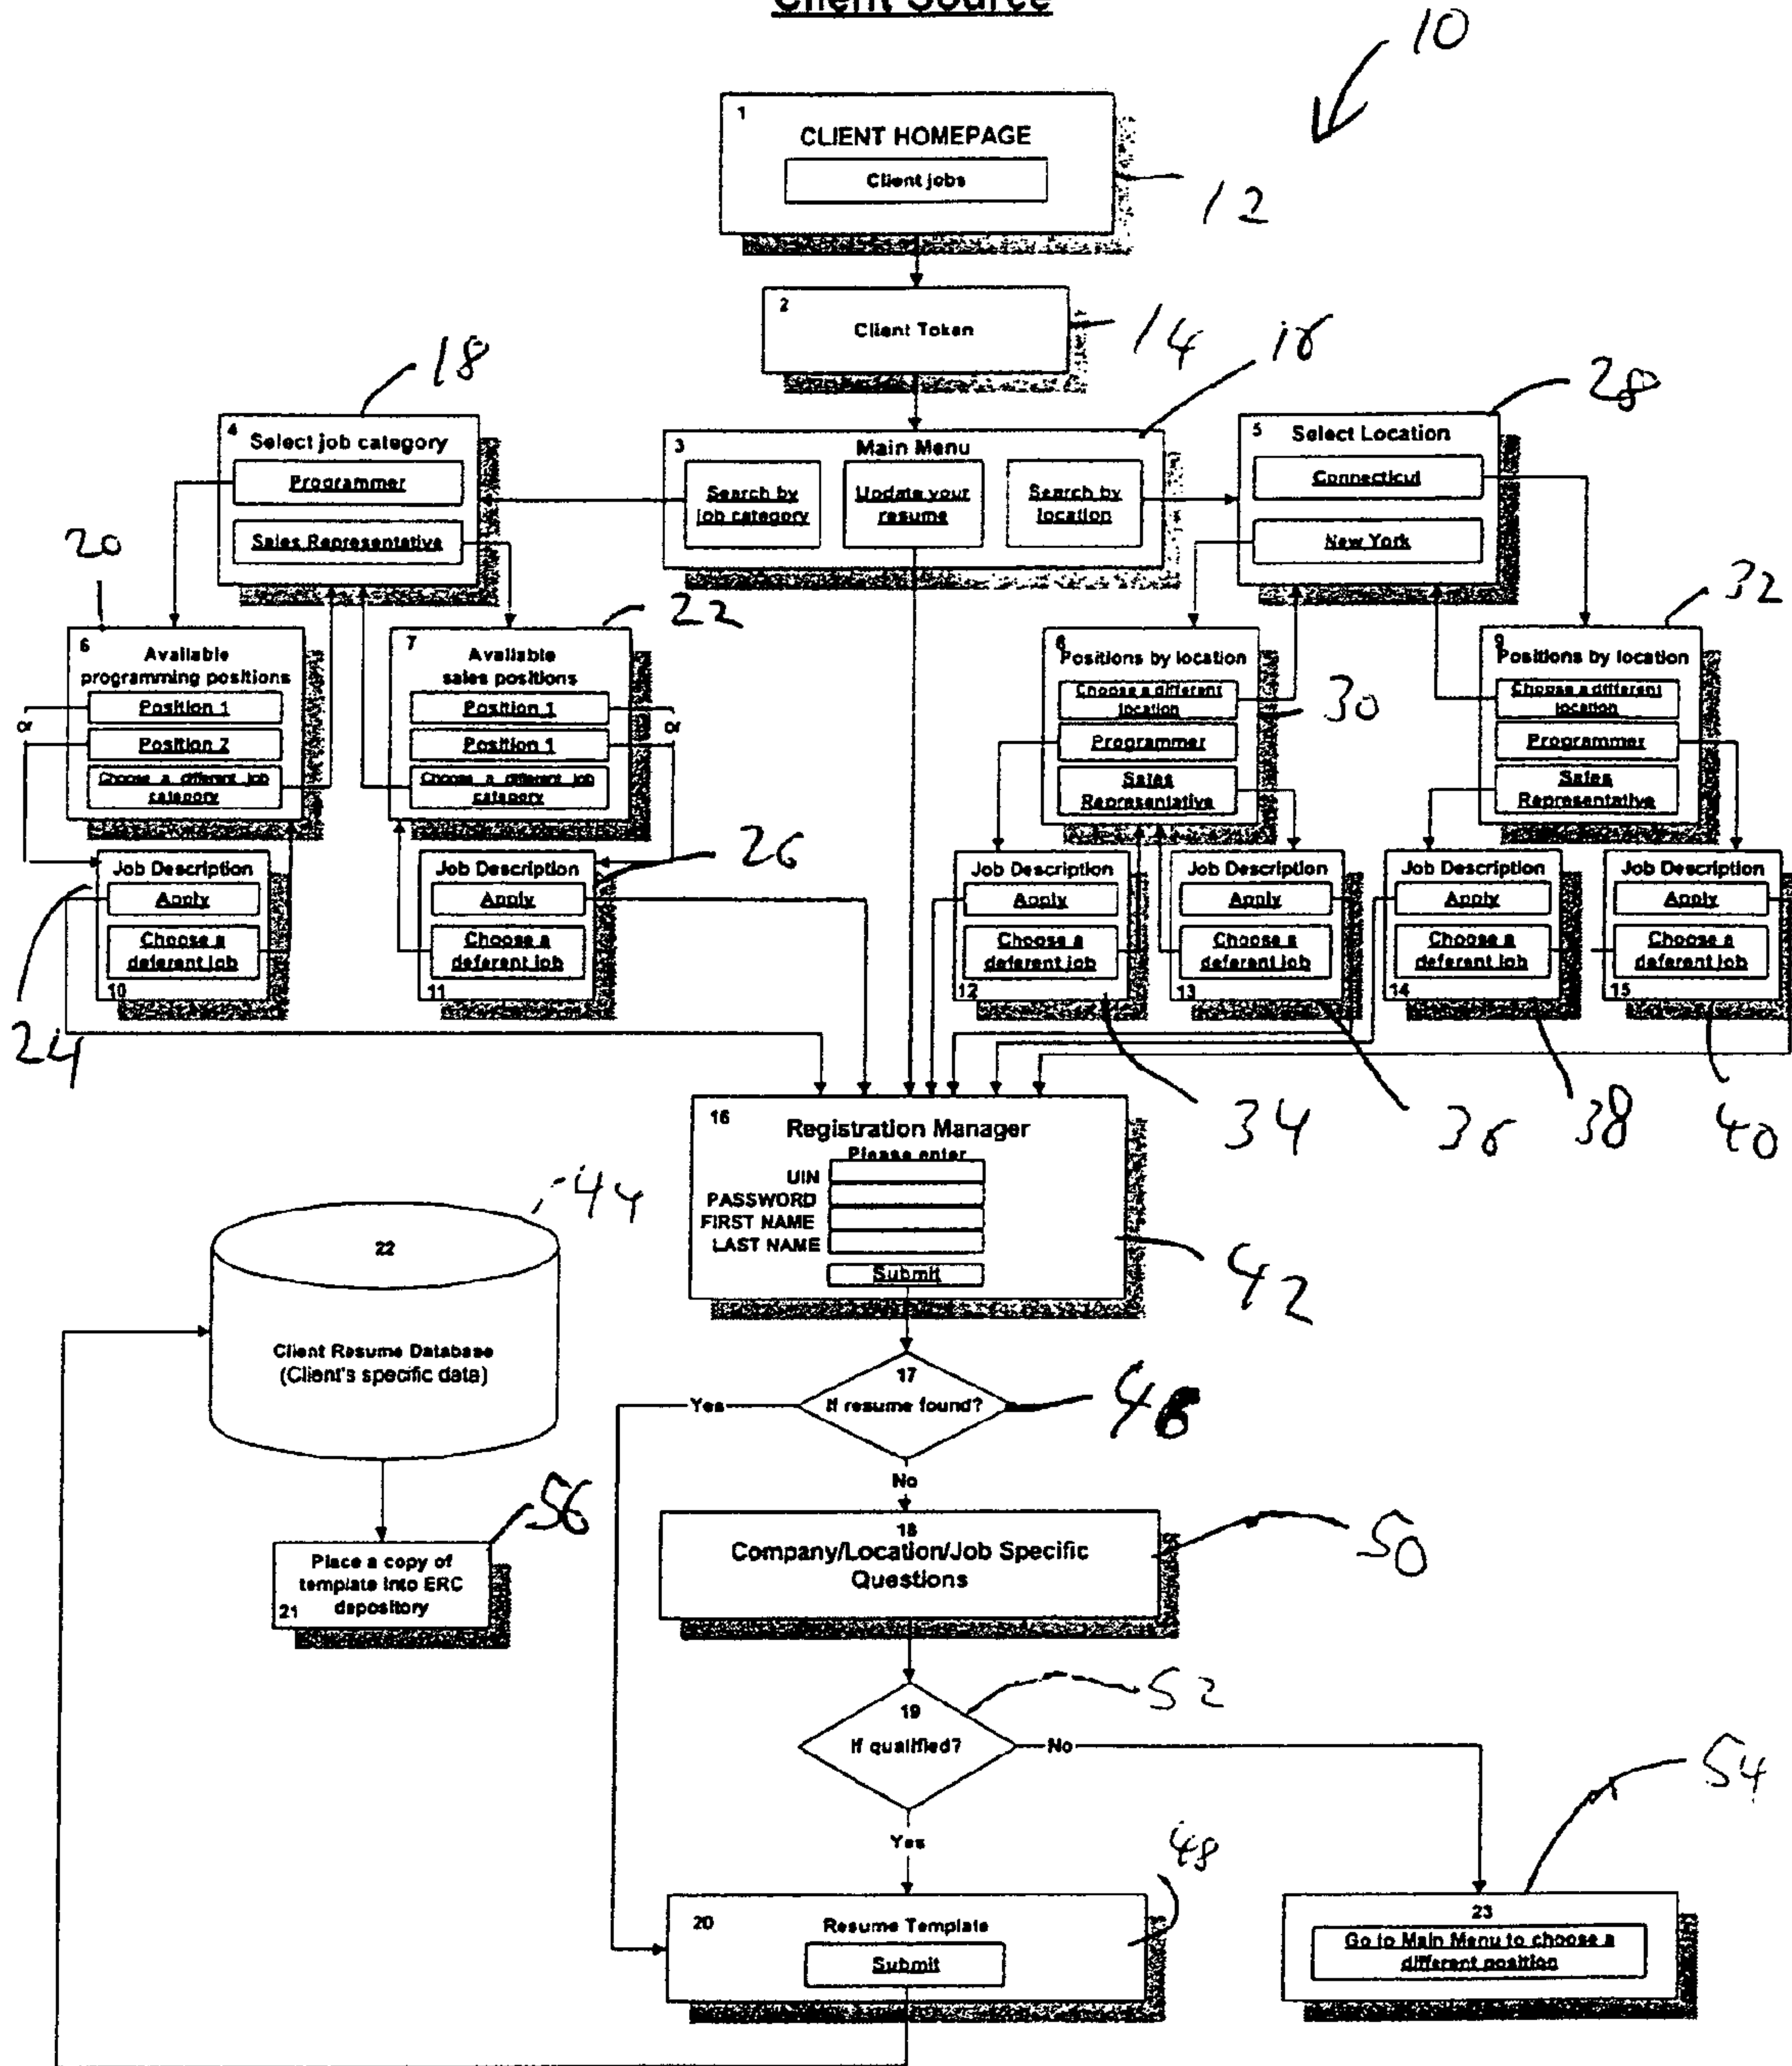 Client Source
10
1
CLIENT HOMEPAGE
Client jobs
12
2
Client Token
14
16
18
28
4
Select job category
Programmer
Sales Representative
3
Main Menu
Search by
job category
Update your
resume
Search by
location
5
Select Location
Connecticut
New York
20
22
32
6
Available
programming positions
Position 1
Position 2
Choose a different job
category
or
7
Available
sales positions
Position 1
Position 1
Choose a different job
category
or
8
Positions by location
Choose a different
location
Programmer
Sales
Representative
30
9
Positions by location
Choose a different
location
Programmer
Sales
Representative
Job Description
Apply
Choose a
deferent job
10
24
Job Description
Apply
Choose a
deferent job
11
26
Job Description
Apply
Choose a
deferent job
12
Job Description
Apply
Choose a
deferent job
13
Job Description
Apply
Choose a
deferent job
14
Job Description
Apply
Choose a
deferent job
15
34
36
38
40
16
Registration Manager
Please enter
UIN
PASSWORD
FIRST NAME
LAST NAME
Submit
42
44
22
Client Resume Database
(Client's specific data)
17
If resume found?
46
Yes
No
56
Place a copy of
template into ERC
depository
21
18
Company/Location/Job Specific
Questions
50
19
If qualified?
52
No
54
Yes
48
20
Resume Template
Submit
23
Go to Main Menu to choose a
different position